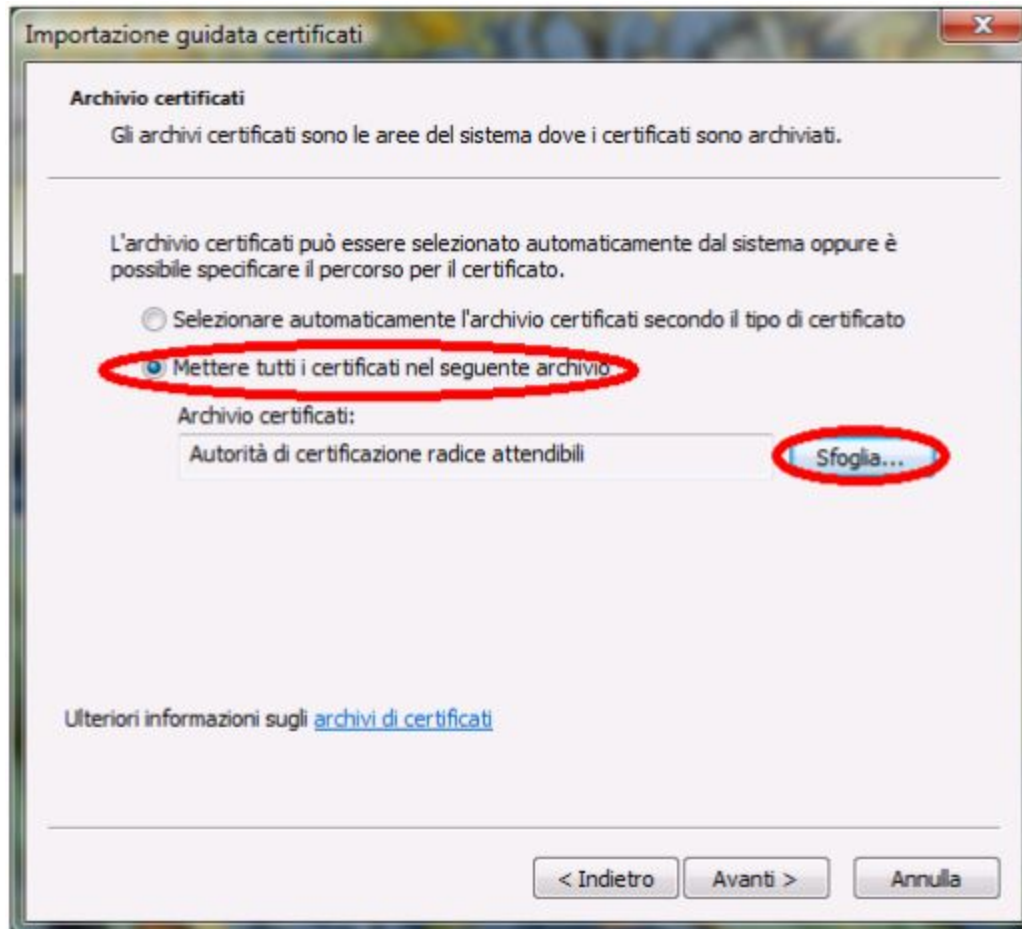 Importazione guidata certificati
Archivio certificati
Gli archivi certificati sono le aree del sistema dove i certificati sono archiviati.
L'archivio certificati può essere selezionato automaticamente dal sistema oppure è
possibile specificare il percorso per il certificato.
Selezionare automaticamente l'archivio certificati secondo il tipo di certificato
Mettere tutti i certificati nel seguente archivio
Archivio certificati:
Autorità di certificazione radice attendibili
Sfoglia...
Ulteriori informazioni sugli archivi di certificati
< Indietro
Avanti >
Annulla